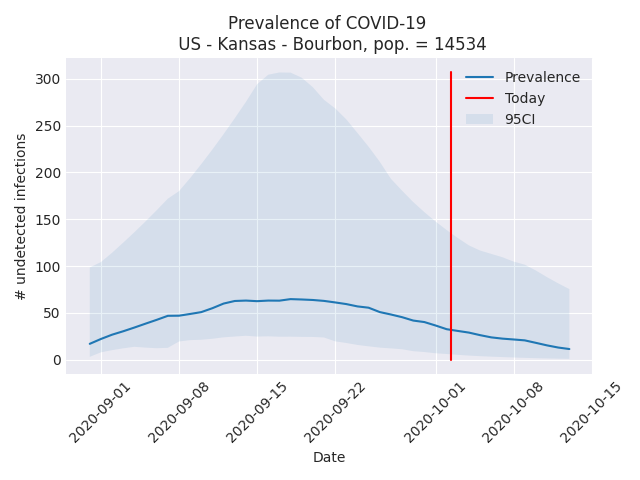 Prevalence of COVID-19
US - Kansas - Bourbon, pop. = 14534
Prevalence
Today
95CI
300
250
200
150
100
50
0
# undetected infections
2020-09-01
2020-09-08
2020-09-15
2020-09-22
2020-10-01
2020-10-08
2020-10-15
Date